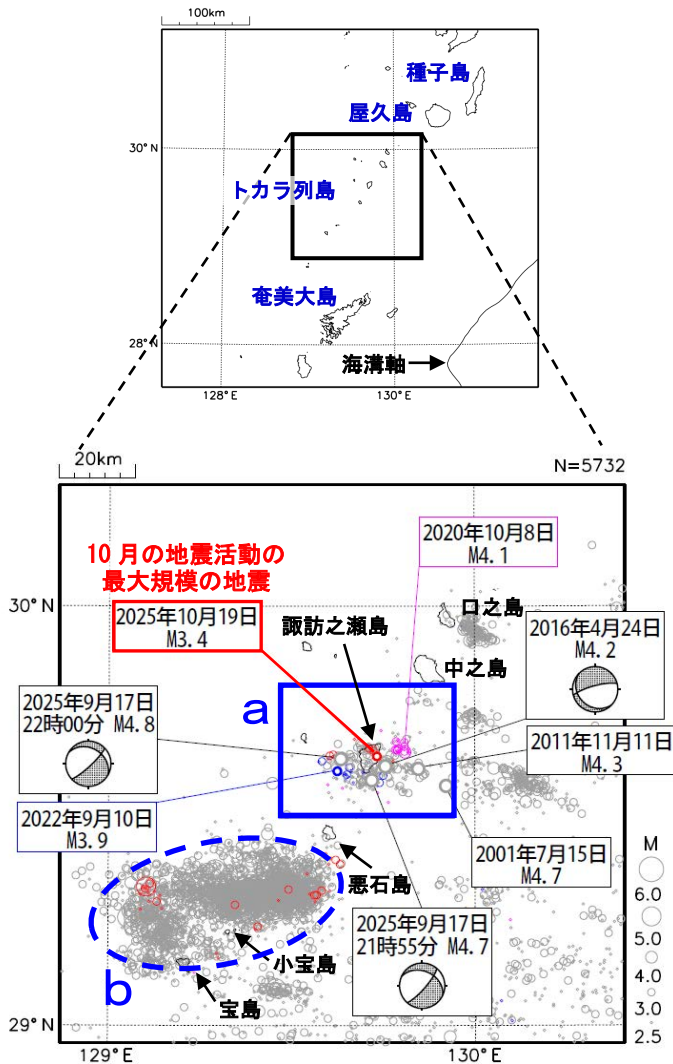 100km
種子島
屋久島
30°N
トカラ列島
奄美大島
28°N
海溝軸
128°E
130°E
20km
N=5732
2020年10月8日
M4.1
10月の地震活動の
最大規模の地震
30°N
2025年10月19日
M3.4
諏訪之瀬島
口之島
2016年4月24日
M4.2
中之島
a
2025年9月17日
22時00分 M4.8
2011年11月11日
M4.3
2022年9月10日
M3.9
2001年7月15日
M4.7
M
悪石島
6.0
2025年9月17日
21時55分 M4.7
5.0
小宝島
4.0
b
宝島
3.0
29°N
2.5
129°E
130°E